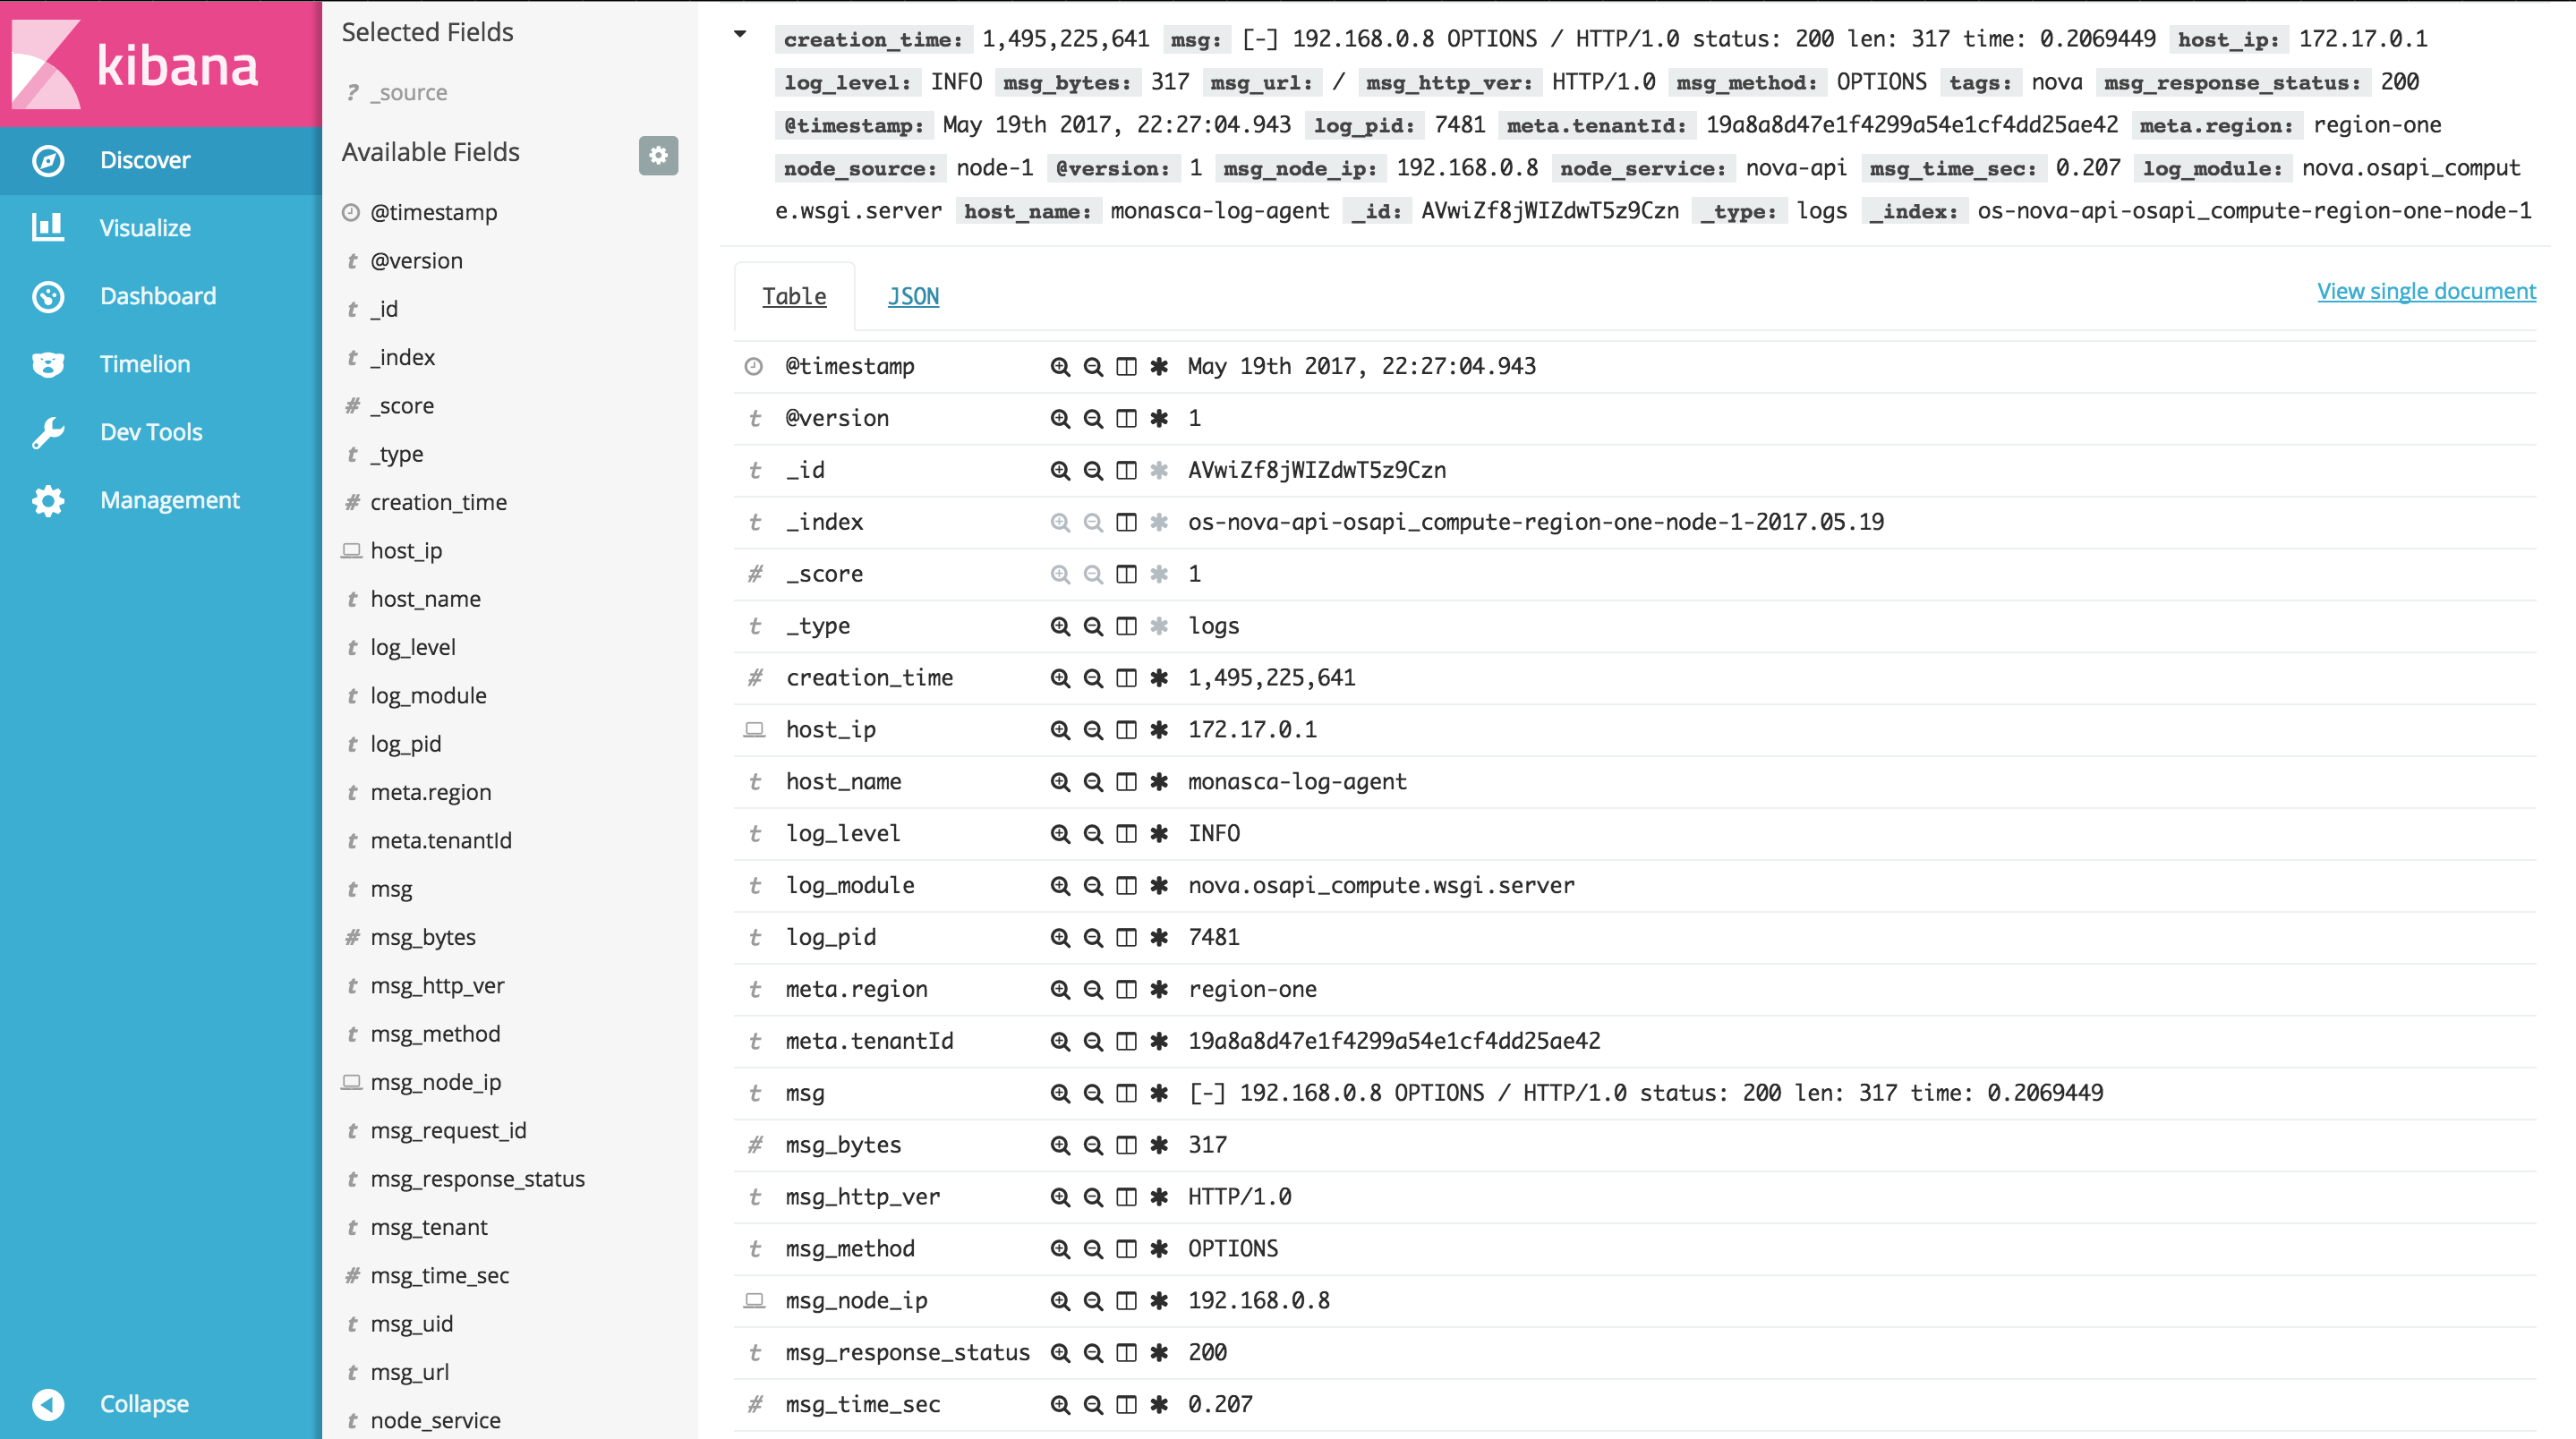 kibana
Discover
Visualize
Dashboard
Timelion
Dev Tools
Management
Collapse
Selected Fields
? _source
Available Fields
@timestamp
t @version
t _id
t _index
# _score
t _type
# creation_time
host_ip
t host_name
t log_level
t log_module
t log_pid
t meta.region
t meta.tenantId
t msg
# msg_bytes
t msg_http_ver
t msg_method
msg_node_ip
t msg_request_id
t msg_response_status
t msg_tenant
# msg_time_sec
t msg_uid
t msg_url
t node_service
creation_time: 1,495,225,641 msg: [-] 192.168.0.8 OPTIONS / HTTP/1.0 status: 200 len: 317 time: 0.2069449 host_ip: 172.17.0.1
log_level: INFO msg_bytes: 317 msg_url: / msg_http_ver: HTTP/1.0 msg_method: OPTIONS tags: nova msg_response_status: 200
@timestamp: May 19th 2017, 22:27:04.943 log_pid: 7481 meta.tenantId: 19a8a8d47e1f4299a54e1cf4dd25ae42 meta.region: region-one
node_source: node-1 @version: 1 msg_node_ip: 192.168.0.8 node_service: nova-api msg_time_sec: 0.207 log_module: nova.osapi_comput
e.wsgi.server host_name: monasca-log-agent _id: AVwiZf8jWIZdwT5z9Czn _type: logs _index: os-nova-api-osapi_compute-region-one-node-1
Table JSON View single document
@timestamp May 19th 2017, 22:27:04.943
t @version 1
t _id AVwiZf8jWIZdwT5z9Czn
t _index os-nova-api-osapi_compute-region-one-node-1-2017.05.19
# _score 1
t _type logs
# creation_time 1,495,225,641
host_ip 172.17.0.1
t host_name monasca-log-agent
t log_level INFO
t log_module nova.osapi_compute.wsgi.server
t log_pid 7481
t meta.region region-one
t meta.tenantId 19a8a8d47e1f4299a54e1cf4dd25ae42
t msg [-] 192.168.0.8 OPTIONS / HTTP/1.0 status: 200 len: 317 time: 0.2069449
# msg_bytes 317
t msg_http_ver HTTP/1.0
t msg_method OPTIONS
msg_node_ip 192.168.0.8
t msg_response_status 200
# msg_time_sec 0.207